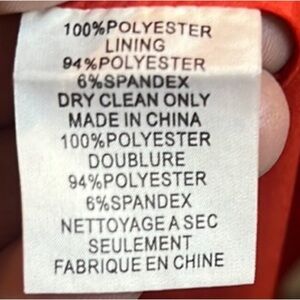 100%POLYESTER
LINING
94%POLYESTER
6%SPANDEX
DRY CLEAN ONLY
MADE IN CHINA
100%POLYESTER
DOUBLURE
94%POLYESTER
6%SPANDEX
NETTOYAGE A SEC
SEULEMENT
FABRIQUE EN CHINE